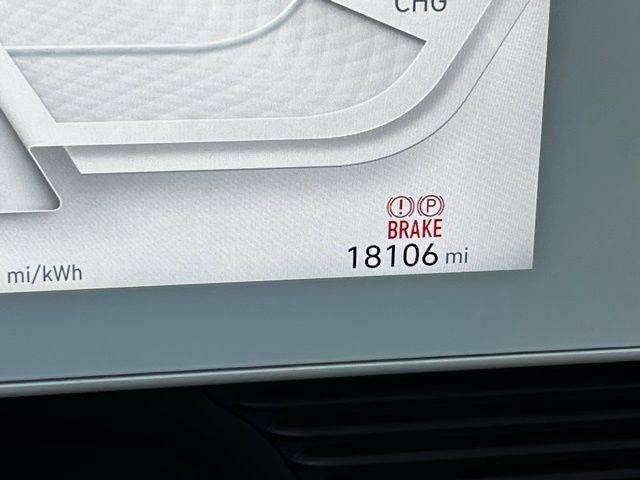 CHG
! P
BRAKE
18106 mi
mi/kWh